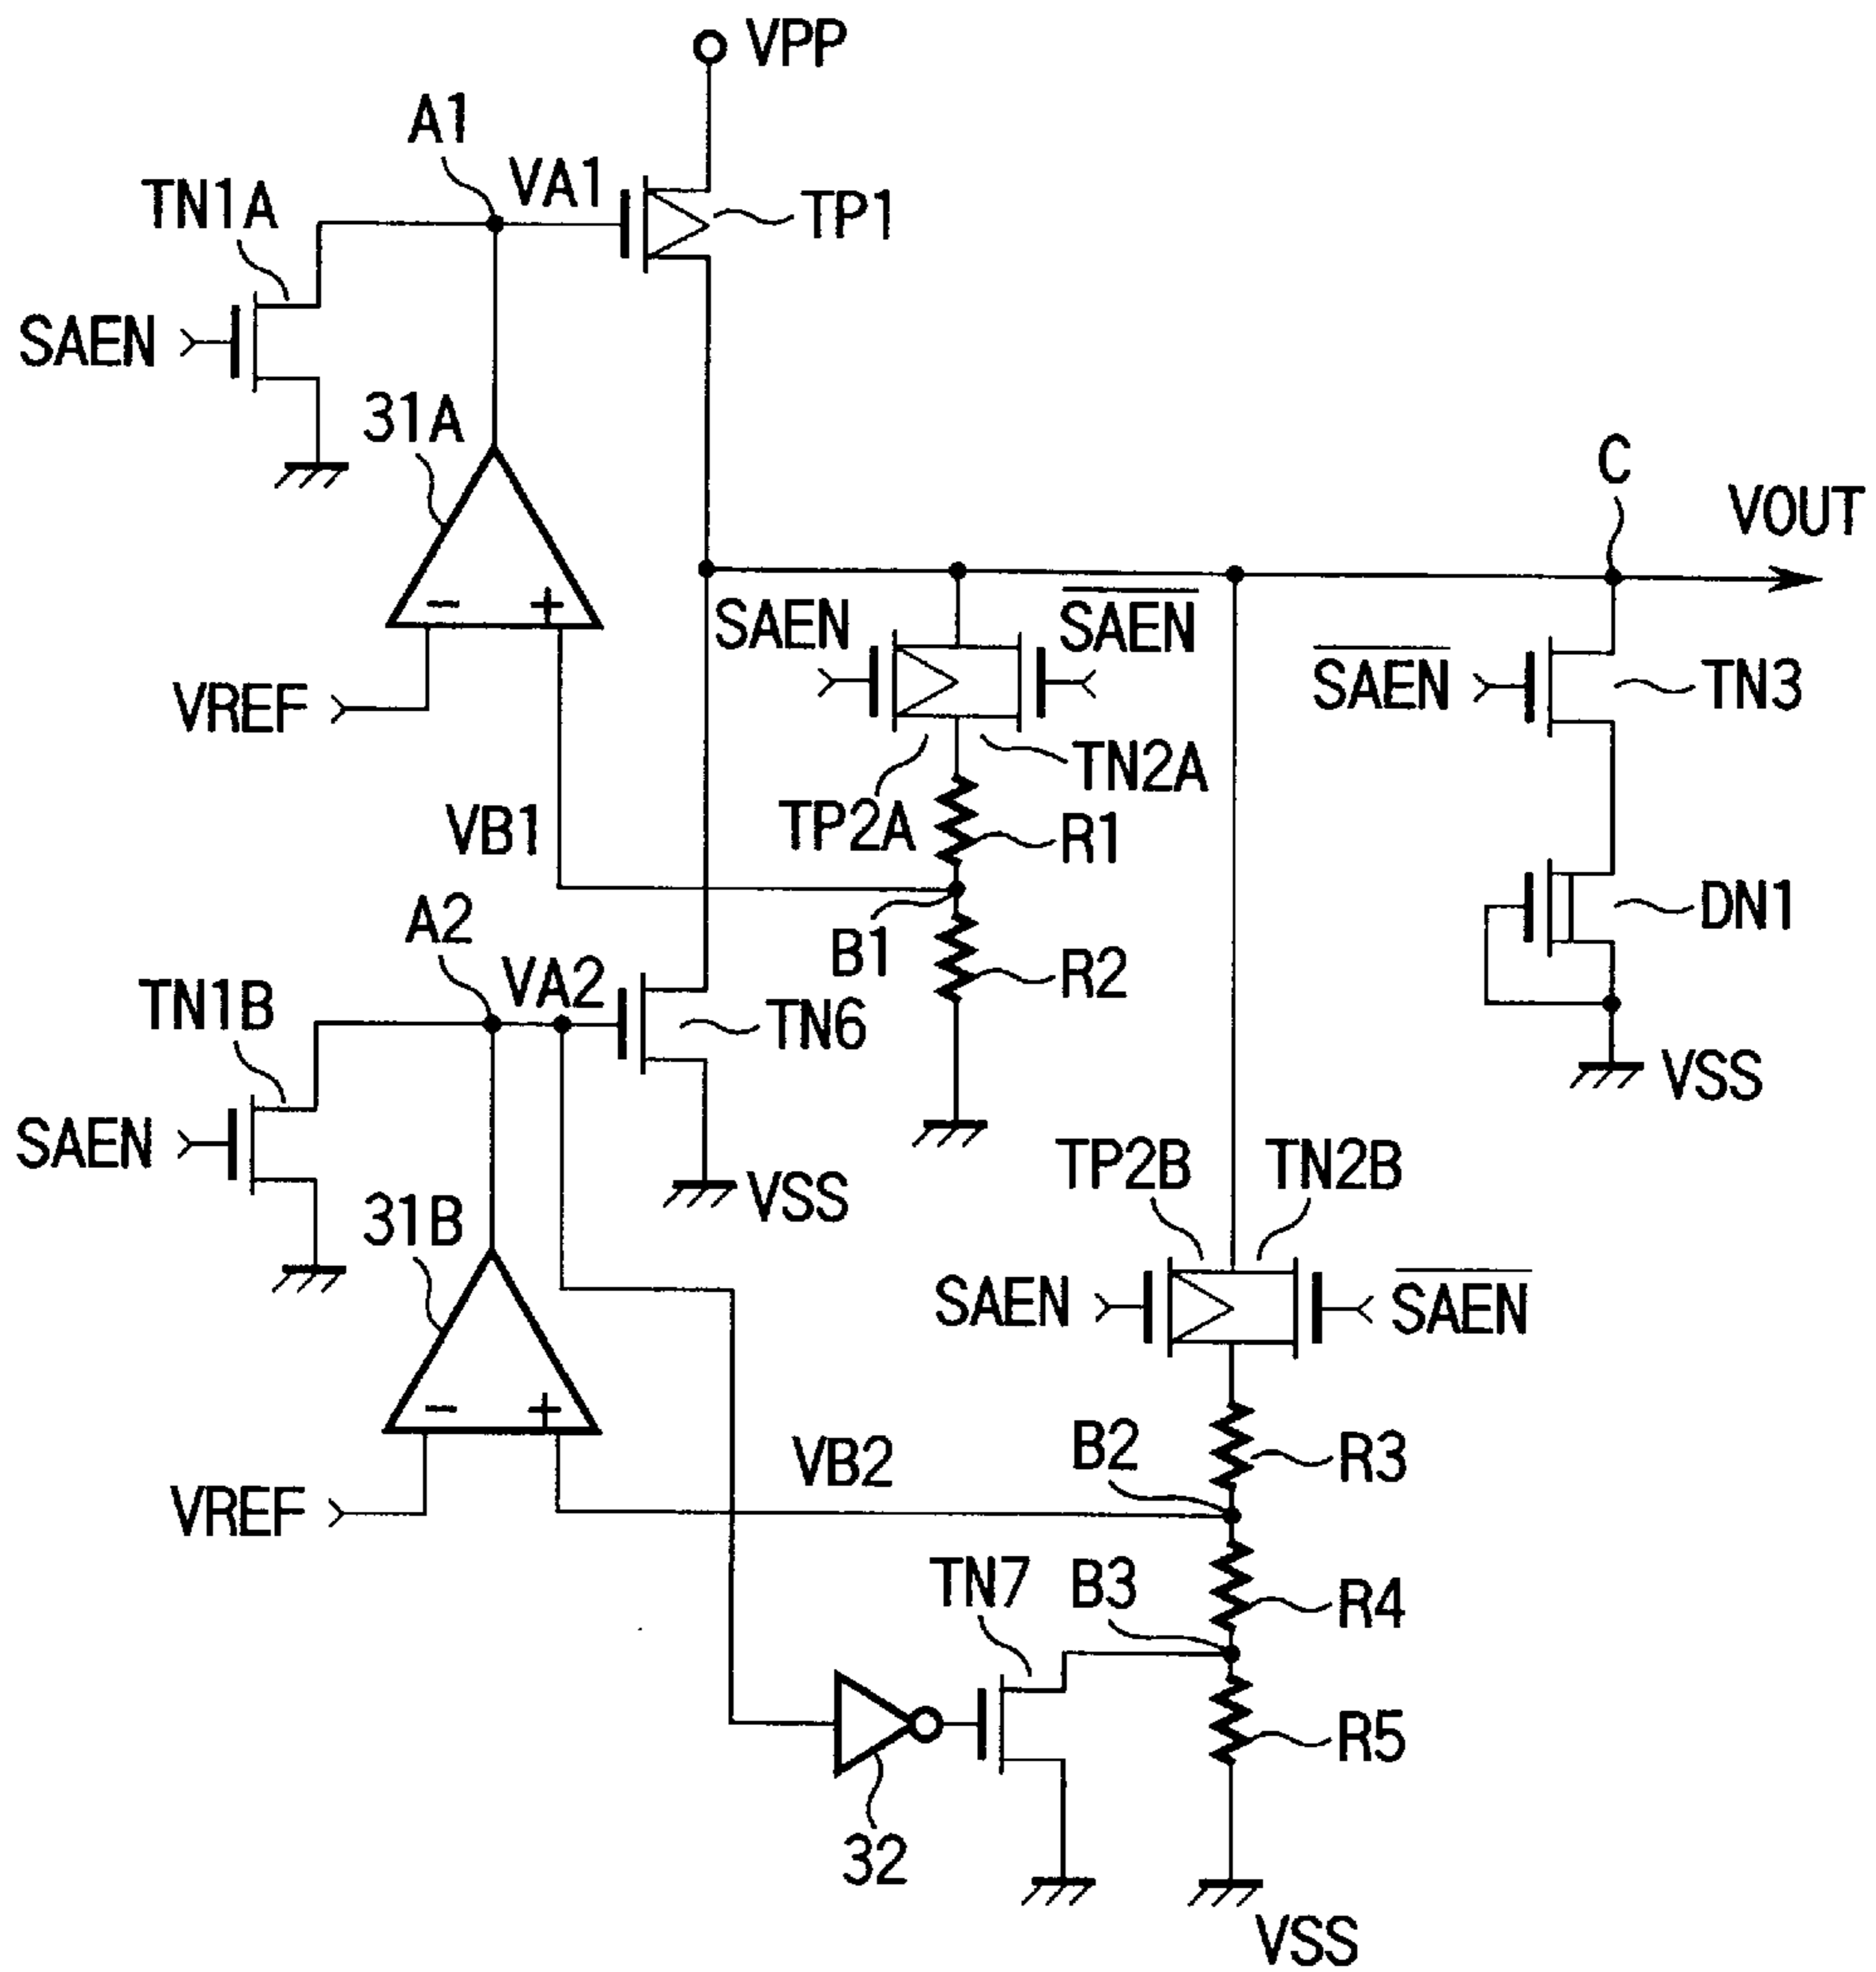 VPP
A1
VA1
TN1A
TP1
SAEN
31A
C
VOUT
SAEN
SAEN
SAEN
TN3
VREF
TN2A
TP2A
VB1
R1
A2
DN1
B1
R2
VA2
TN1B
TN6
VSS
SAEN
TP2B
TN2B
VSS
31B
SAEN
SAEN
B2
VB2
R3
VREF
TN7
B3
R4
R5
32
VSS
- +
- +